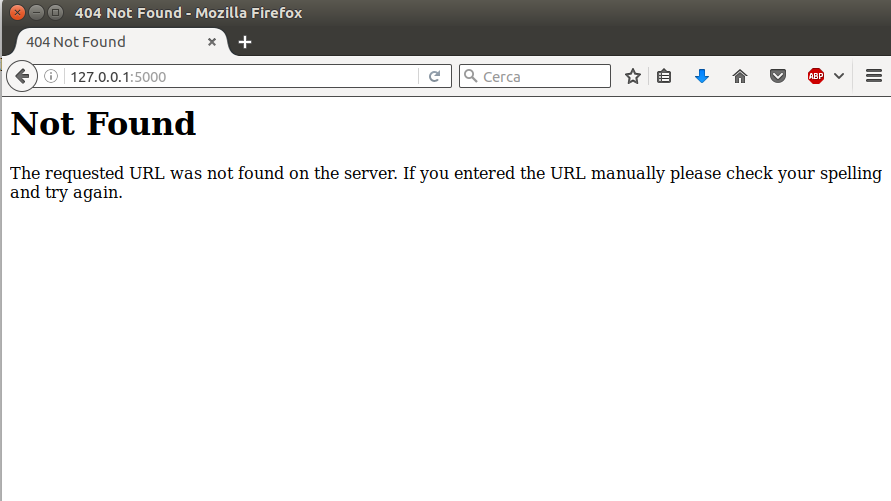 404 Not Found - Mozilla Firefox
404 Not Found
127.0.0.1:5000
Cerca
ABP
Not Found
The requested URL was not found on the server. If you entered the URL manually please check your spelling
and try again.